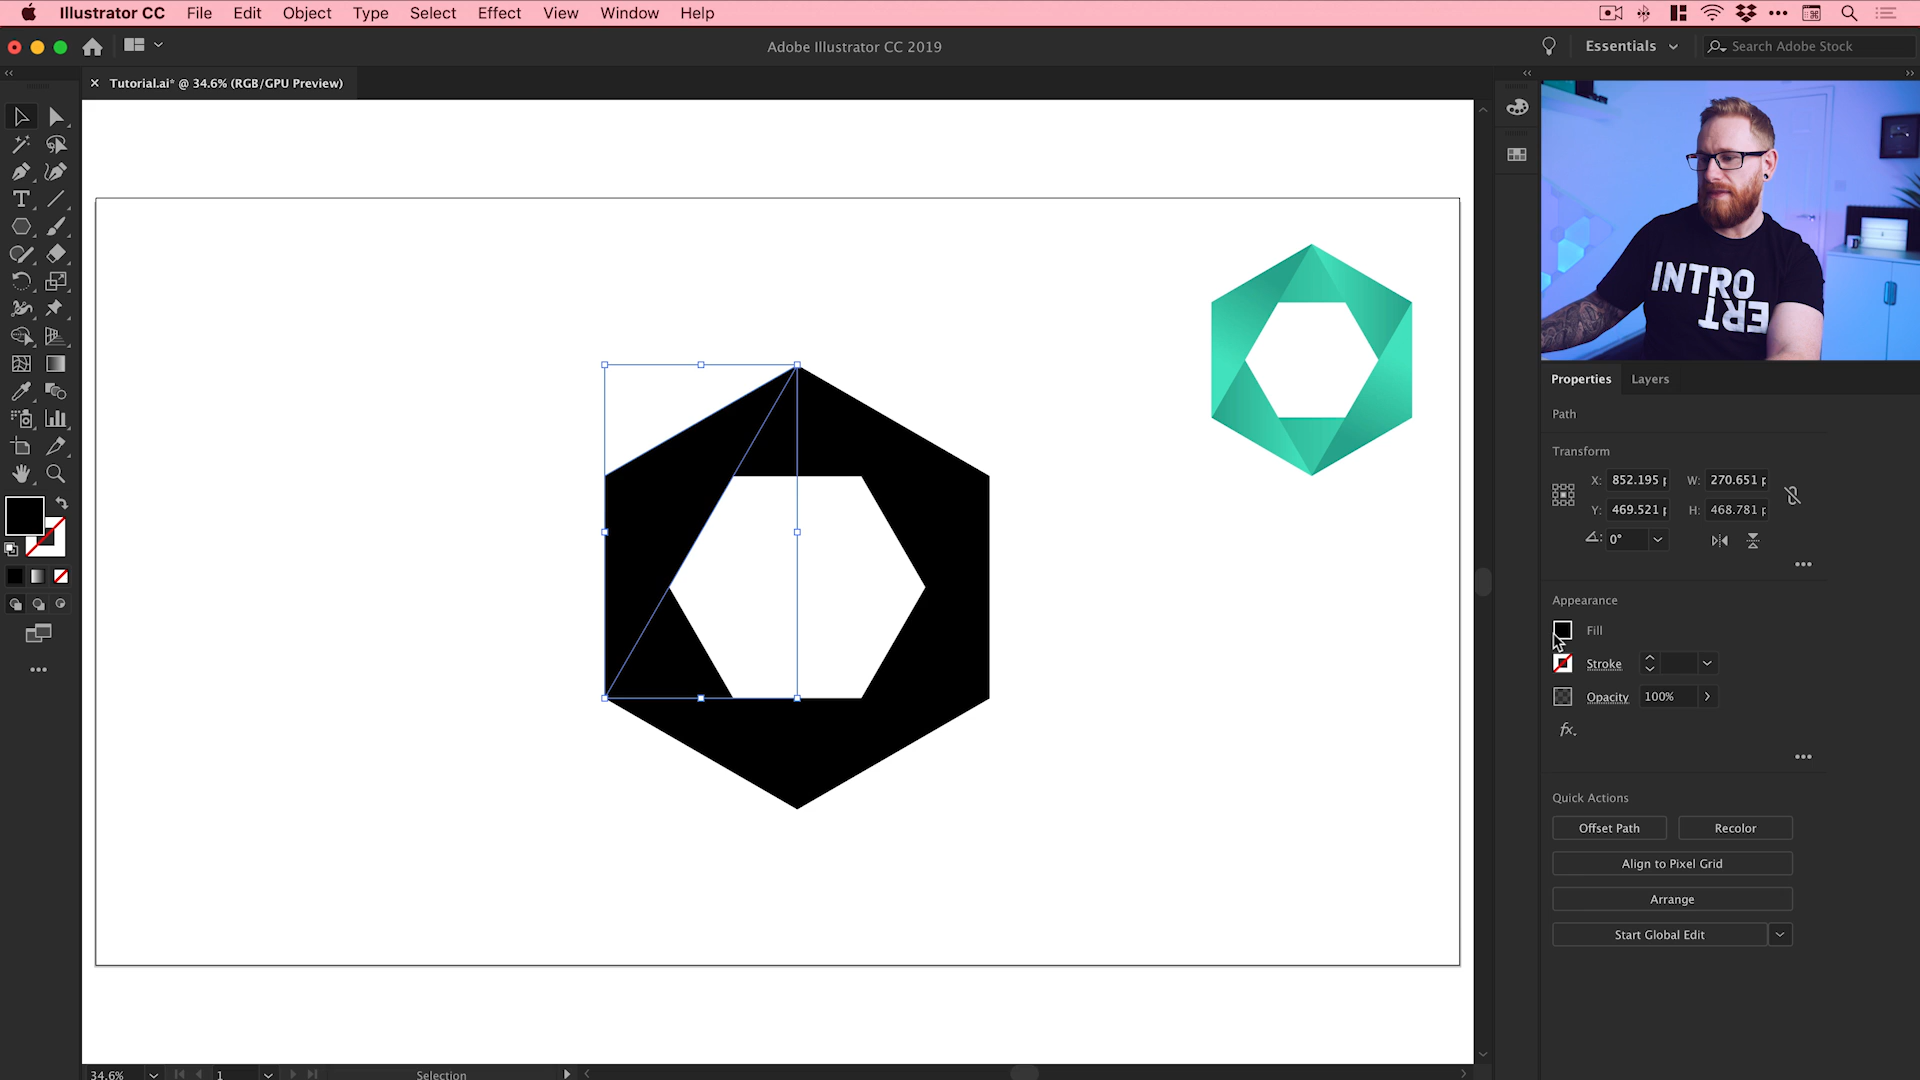 Illustrator CC File Edit Object Type Select Effect View Window Help
Adobe Illustrator CC 2019
Essentials
Search Adobe Stock
× Tutorial.ai* @ 34.6% (RGB/GPU Preview)
INTRO
ERT
Properties Layers
Path
Transform
X: 852.195 p W: 270.651 p
Y: 469.521 p H: 468.781 p
0°
Appearance
Fill
Stroke
Opacity 100%
fx.
Quick Actions
Offset Path Recolor
Align to Pixel Grid
Arrange
Start Global Edit
34.6% 1 Selection